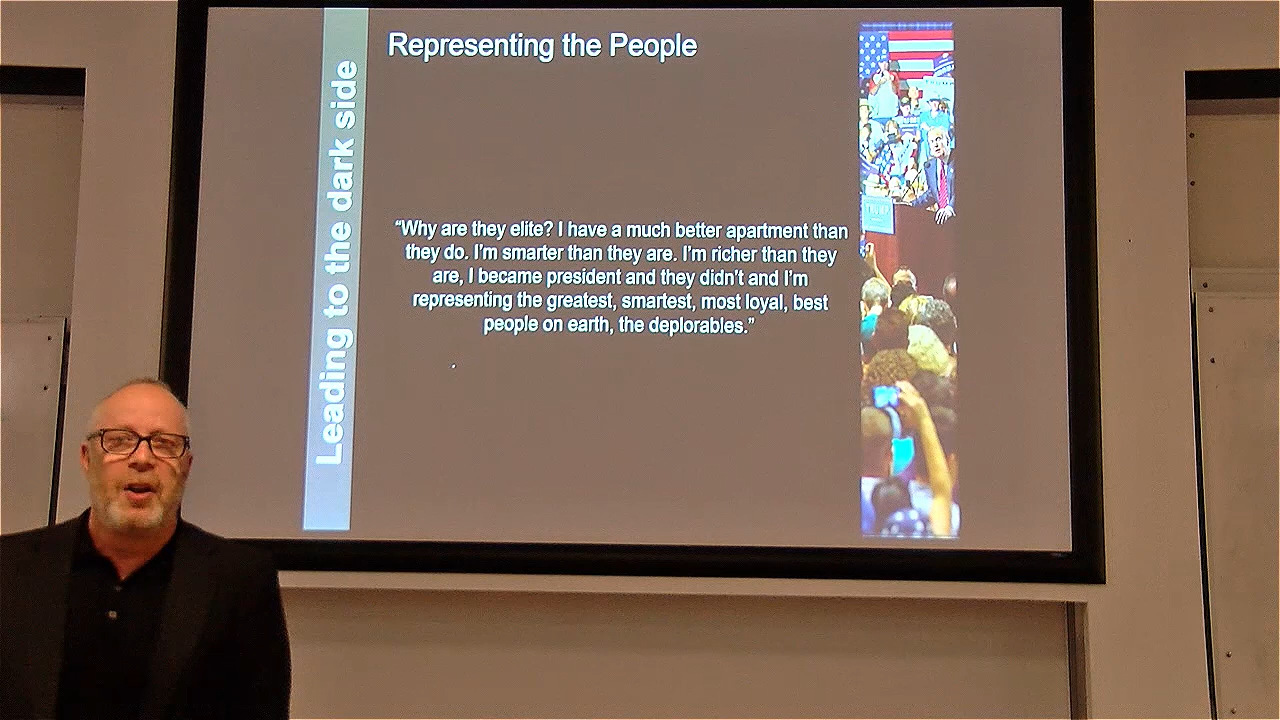 Representing the People
Leading to the dark side
“Why are they elite? I have a much better apartment than
they do. I’m smarter than they are. I’m richer than they
are, I became president and they didn’t and I’m
representing the greatest, smartest, most loyal, best
people on earth, the deplorables.”